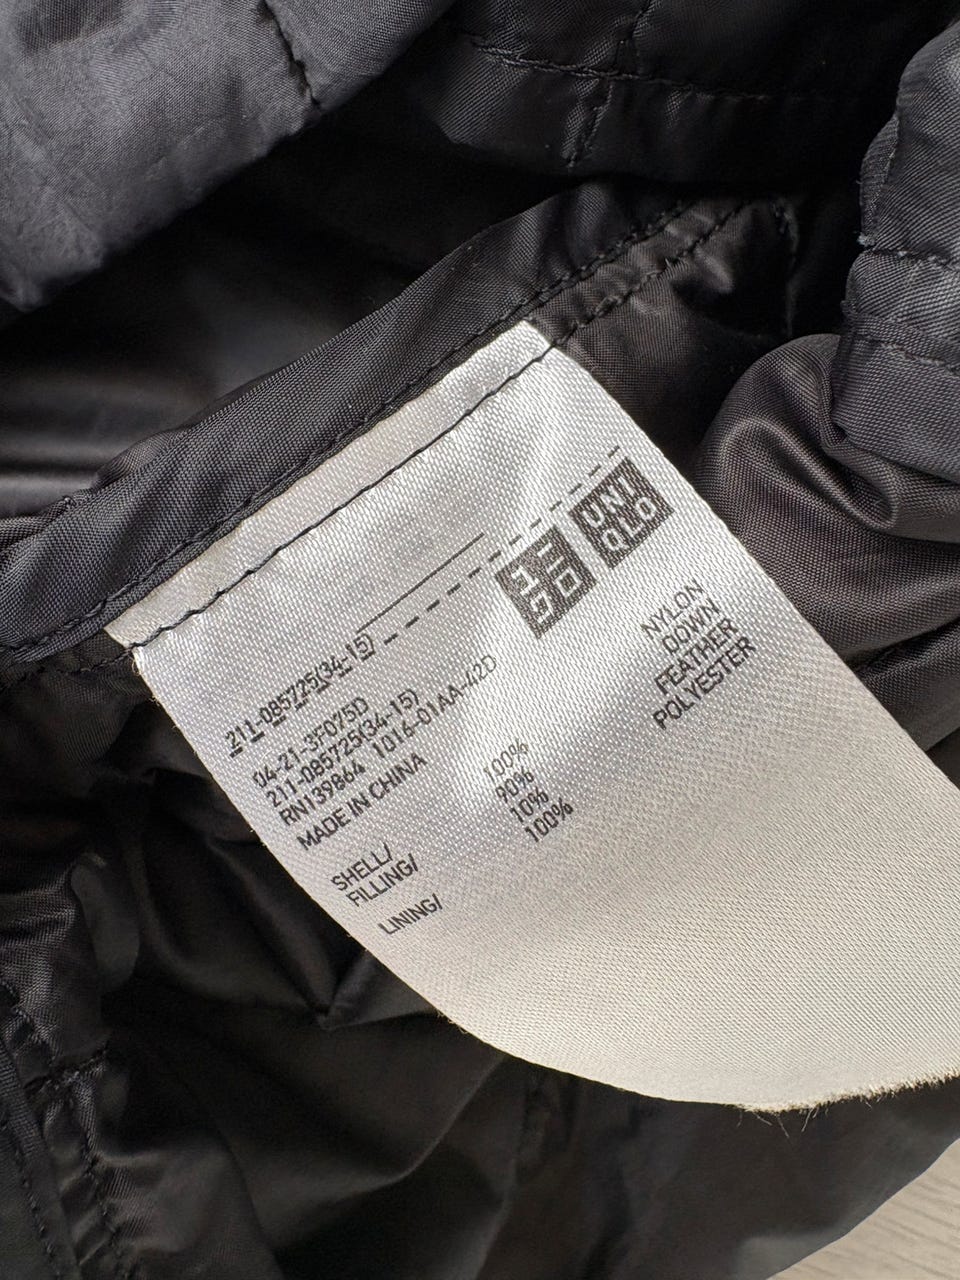 ユニ
クロ
UNI
QLO
211-085725(34-15)
04-21-3F075D
211-085725(34-15)
RN139864 1016-01AA-42D
MADE IN CHINA
SHELL/ 100% NYLON
FILLING/ 90% DOWN
10% FEATHER
LINING/ 100% POLYESTER